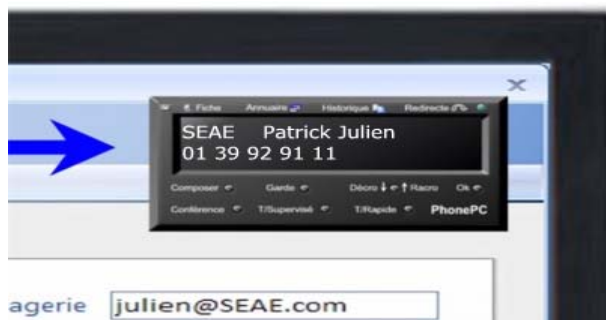 Fiche Annuaire Historique Redirecte
SEAE Patrick Julien
01 39 92 91 11
Composer Garde Décro Racro Ok
Conférence T/Supervisé T/Rapide PhonePC
agerie julien@SEAE.com